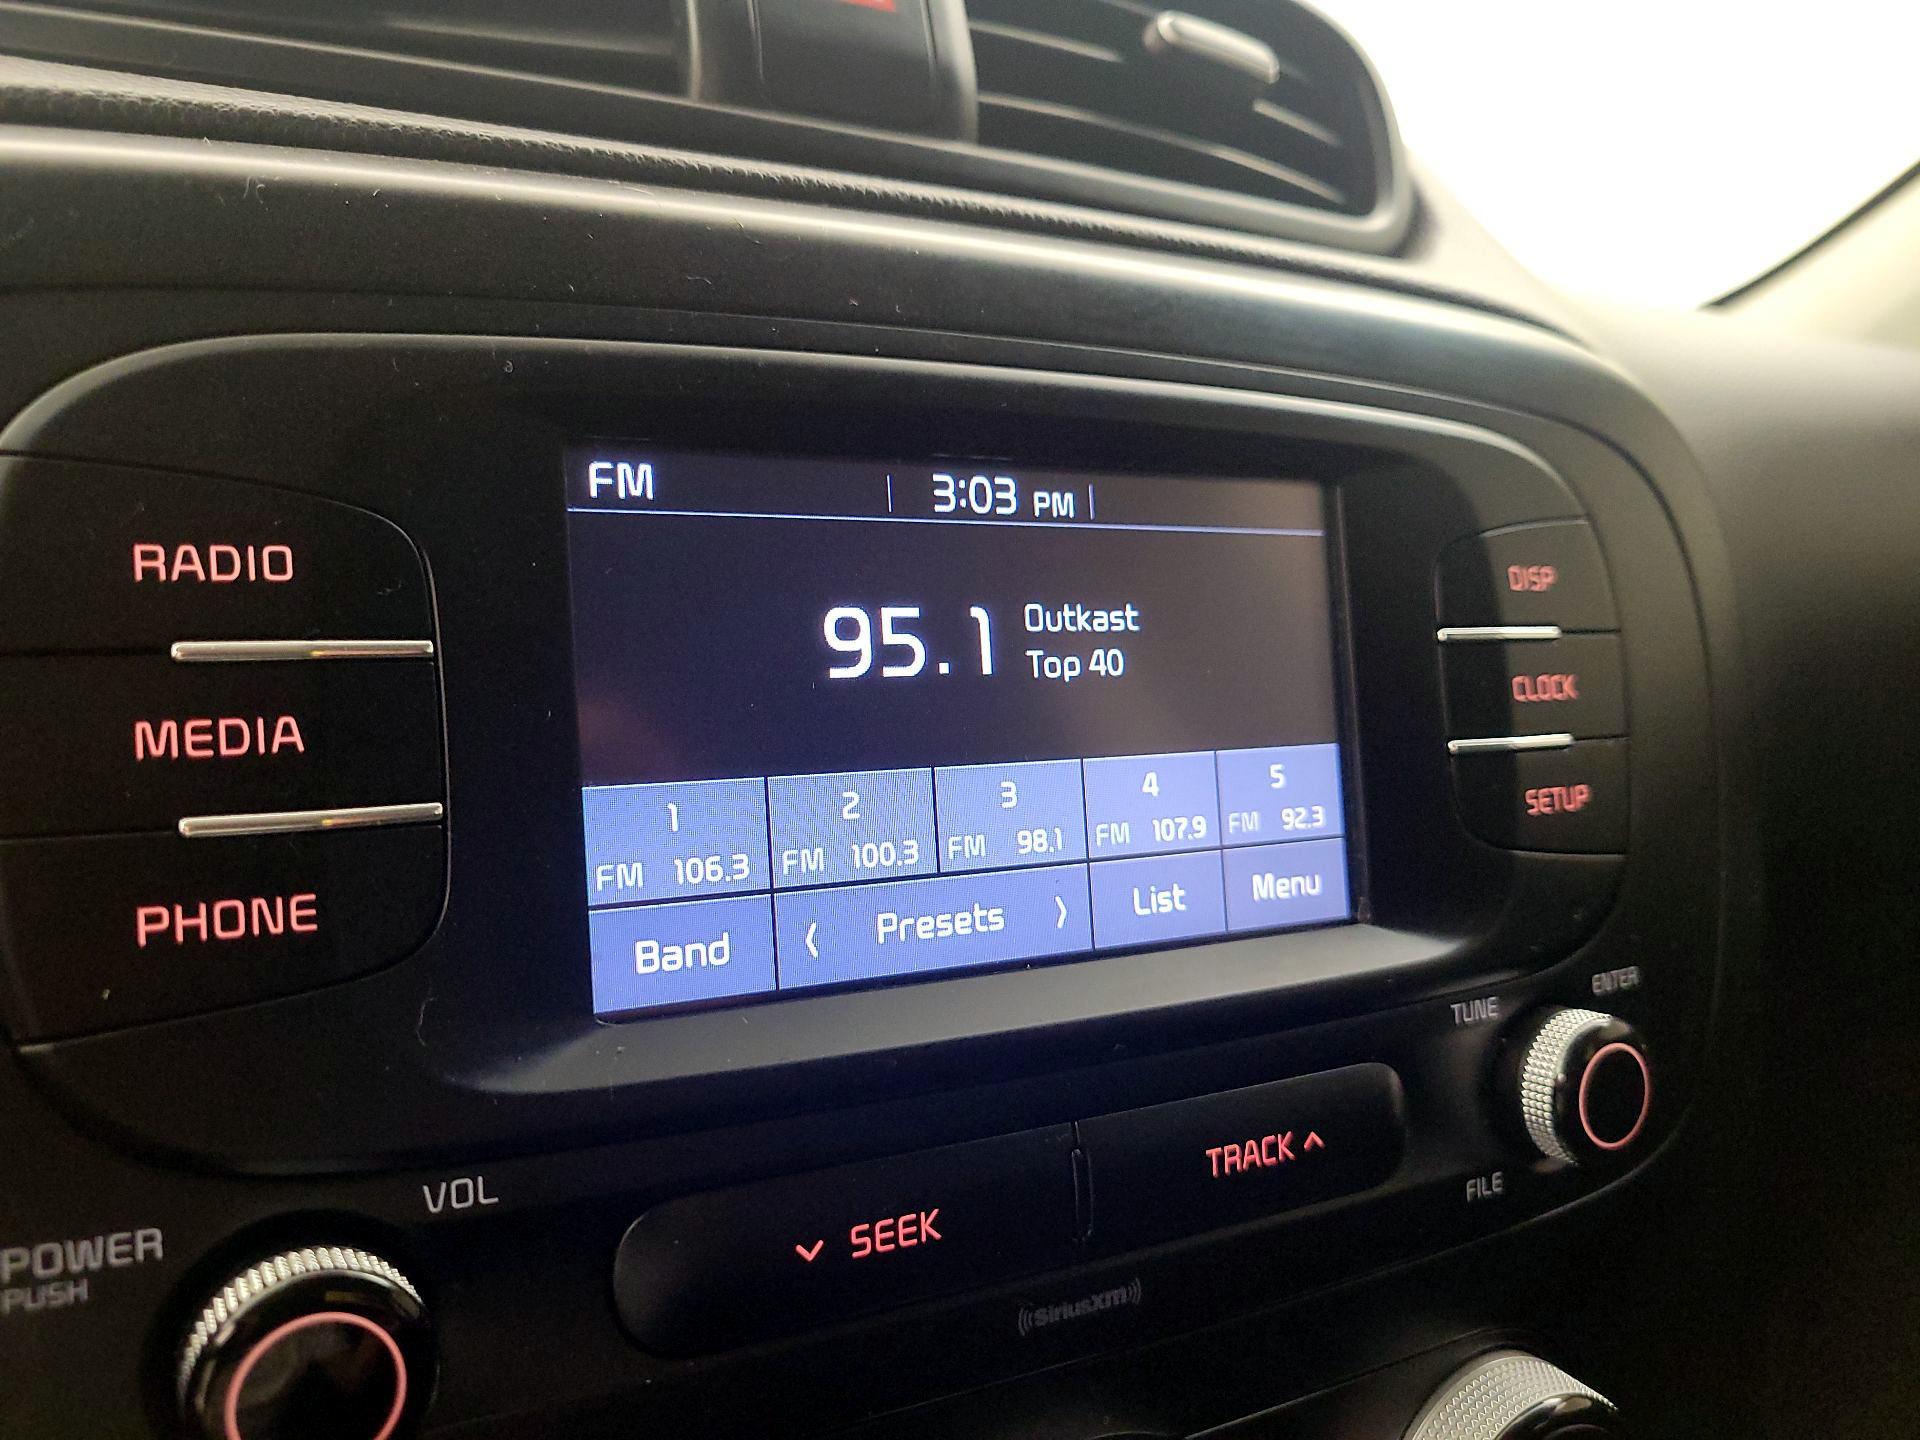 FM
3:03 PM
95.1
Outkast
Top 40
1
FM 106.3
2
FM 100.3
3
FM 98.1
4
FM 107.9
5
FM 92.3
Band
Presets
List
Menu
RADIO
MEDIA
PHONE
DISP
CLOCK
SETUP
TUNE
ENTER
FILE
VOL
POWER
PUSH
SEEK
TRACK
SiriusXM